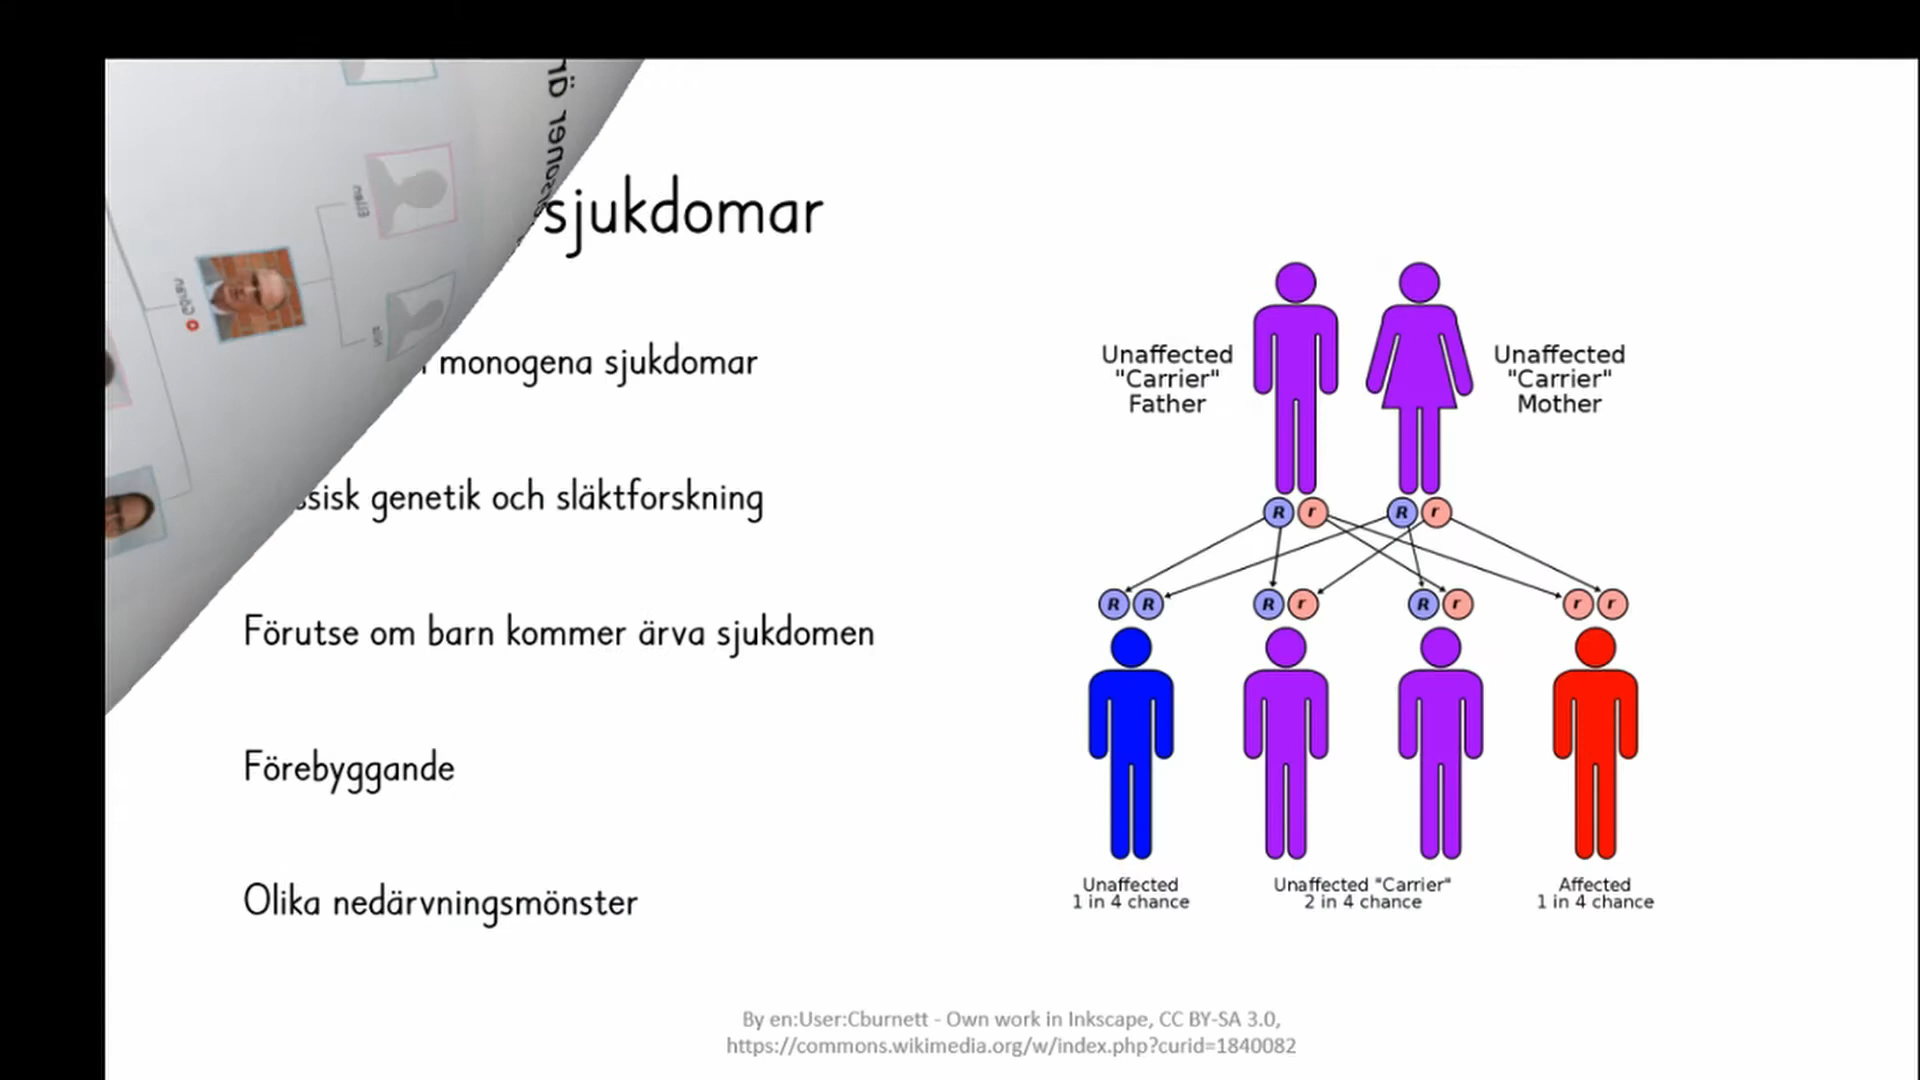 sjukdomar
monogena sjukdomar
genetik och släktforskning
Förutse om barn kommer ärva sjukdomen
Förebyggande
Olika nedärvningsmönster
Unaffected
"Carrier"
Father
Unaffected
"Carrier"
Mother
R r R r
R R R r R r r r
Unaffected
1 in 4 chance
Unaffected "Carrier"
2 in 4 chance
Affected
1 in 4 chance
By en:User:Cburnett - Own work in Inkscape, CC BY-SA 3.0,
https://commons.wikimedia.org/w/index.php?curid=1840082